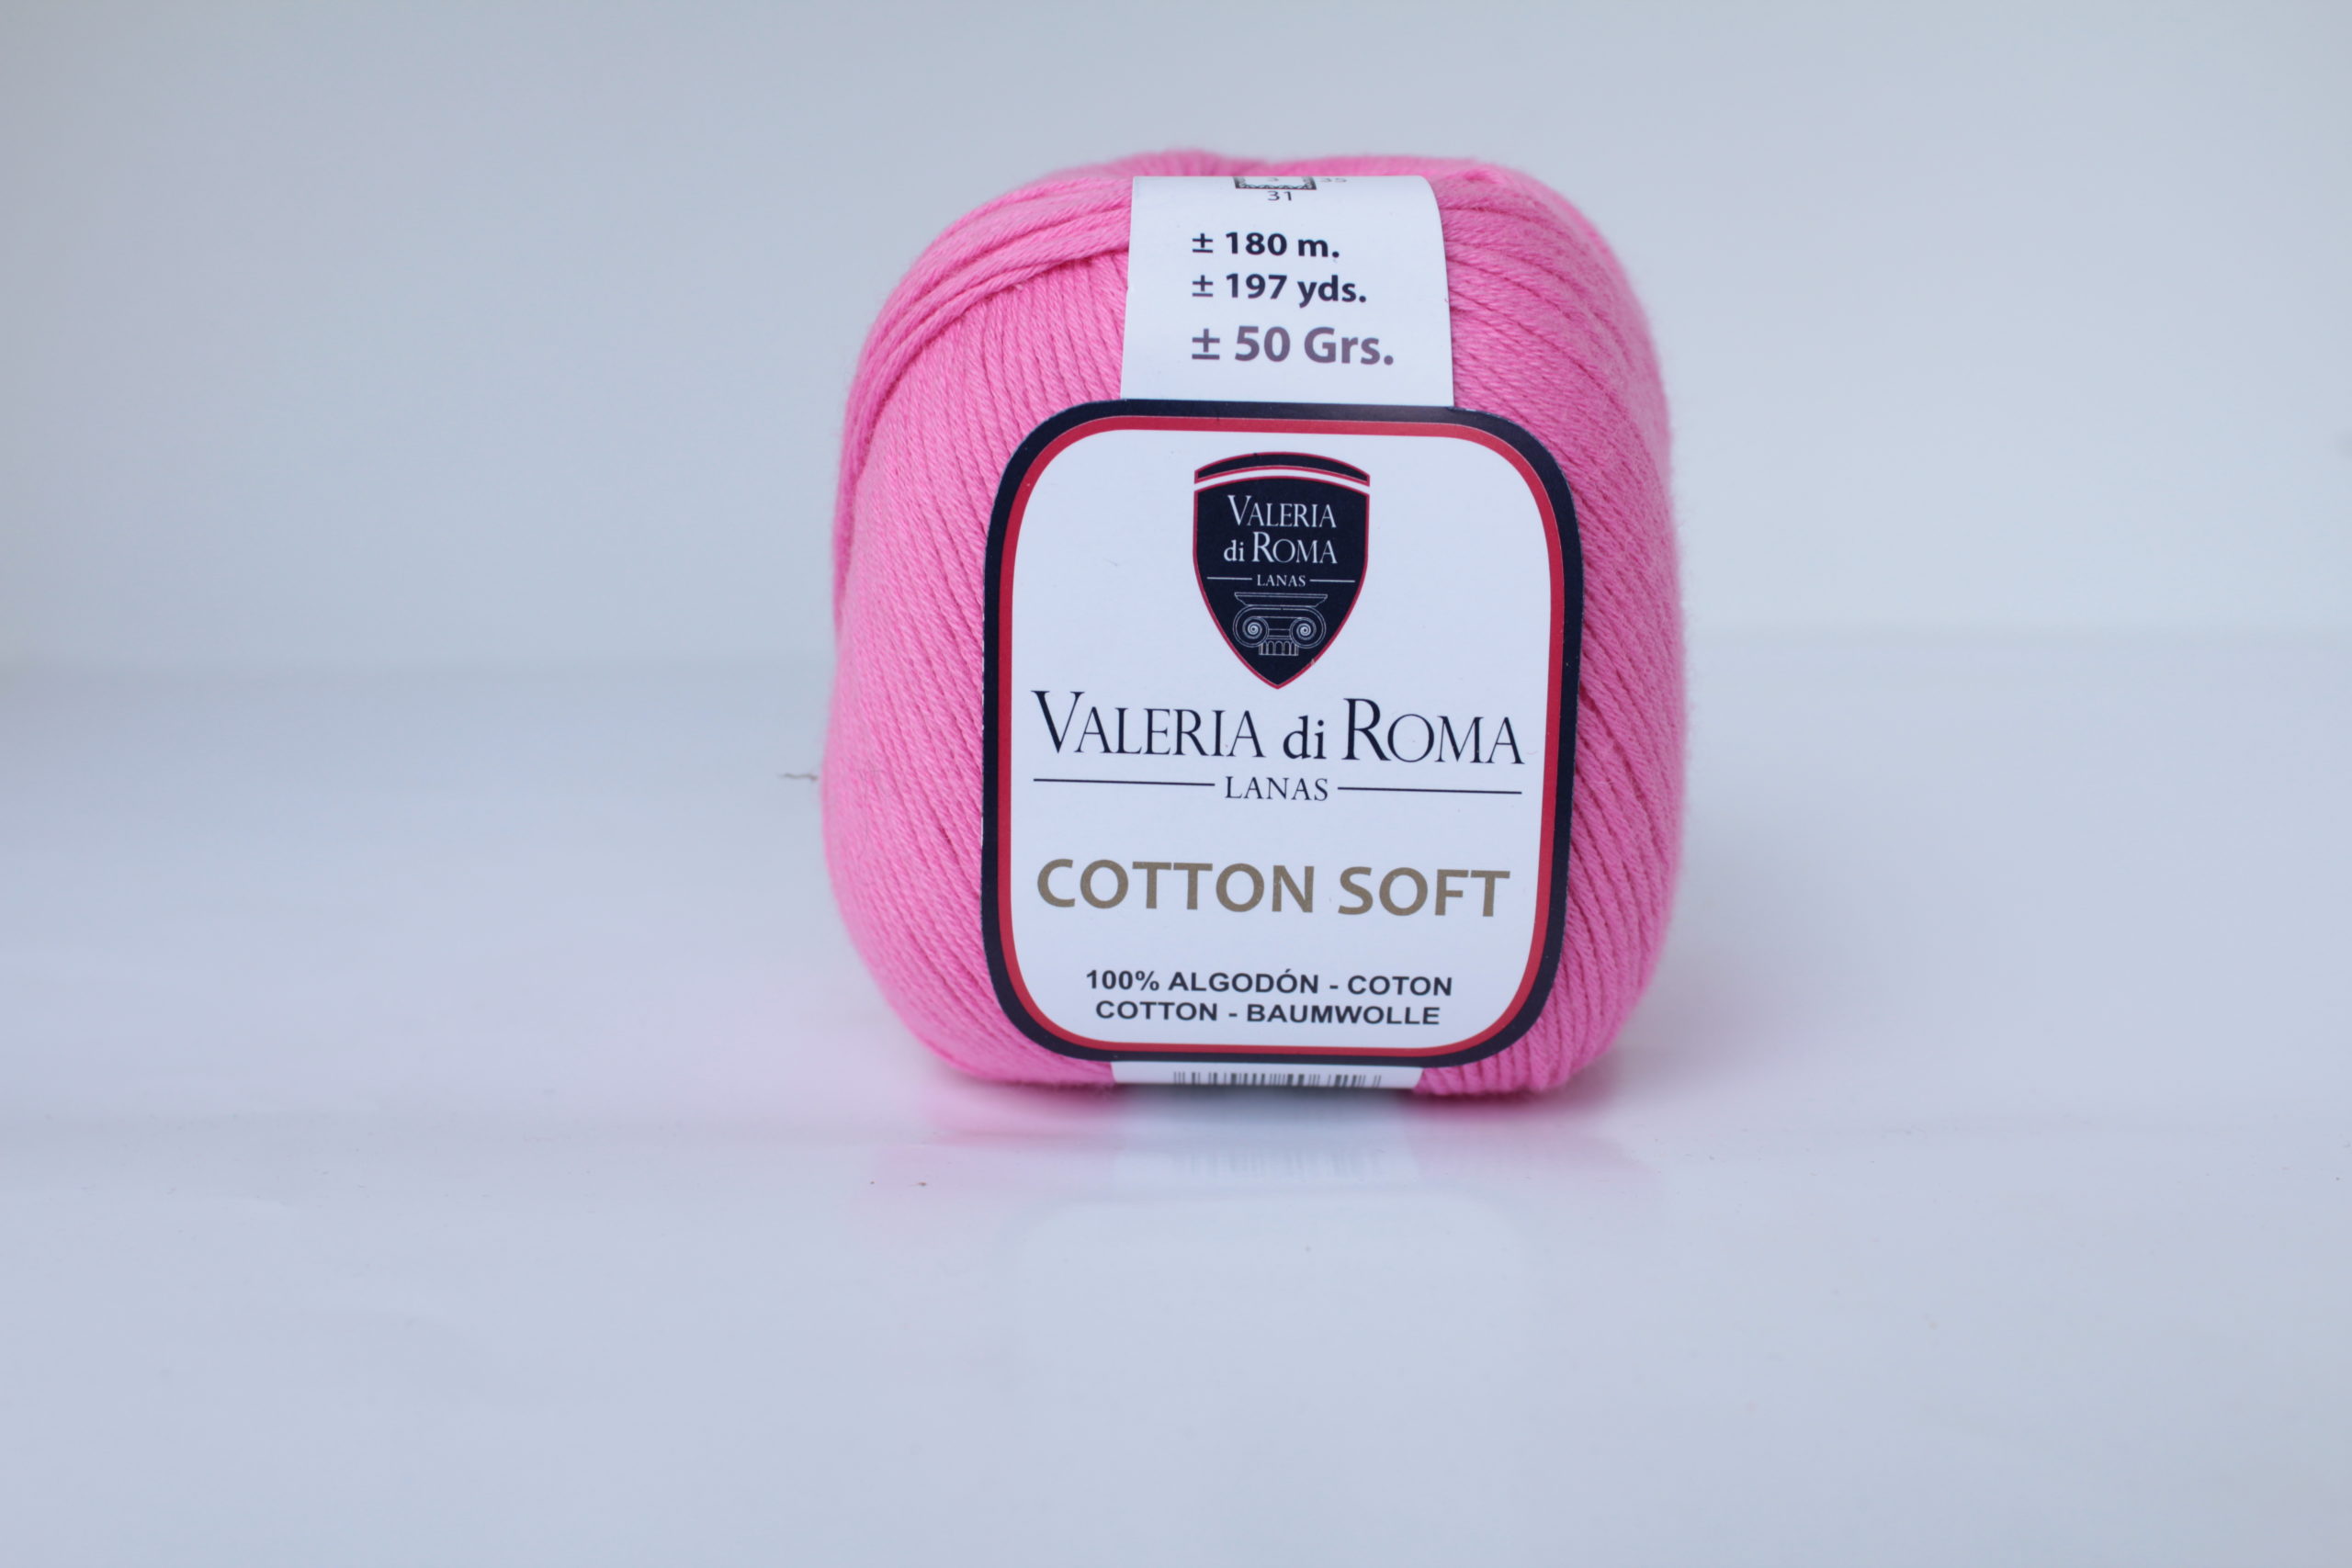 31
± 180 m.
± 197 yds.
± 50 Grs.
VALERIA
di ROMA
LANAS
VALERIA di ROMA
LANAS
COTTON SOFT
100% ALGODÓN - COTON
COTTON - BAUMWOLLE